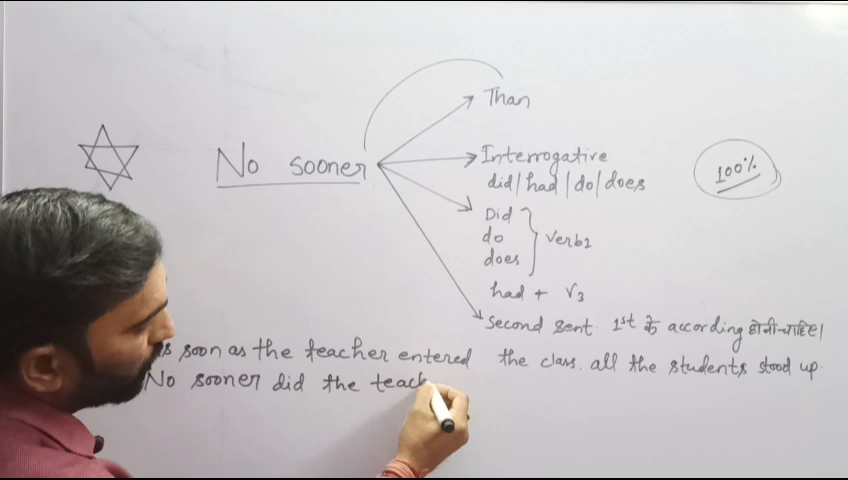 Than
No sooner
Interrogative
did/had/do/does
100%
Did
do
does
Verb1
had + V3
Second sent. 1st के according होनी चाहिए।
s soon as the teacher entered the class. all the students stood up.
No sooner did the teach